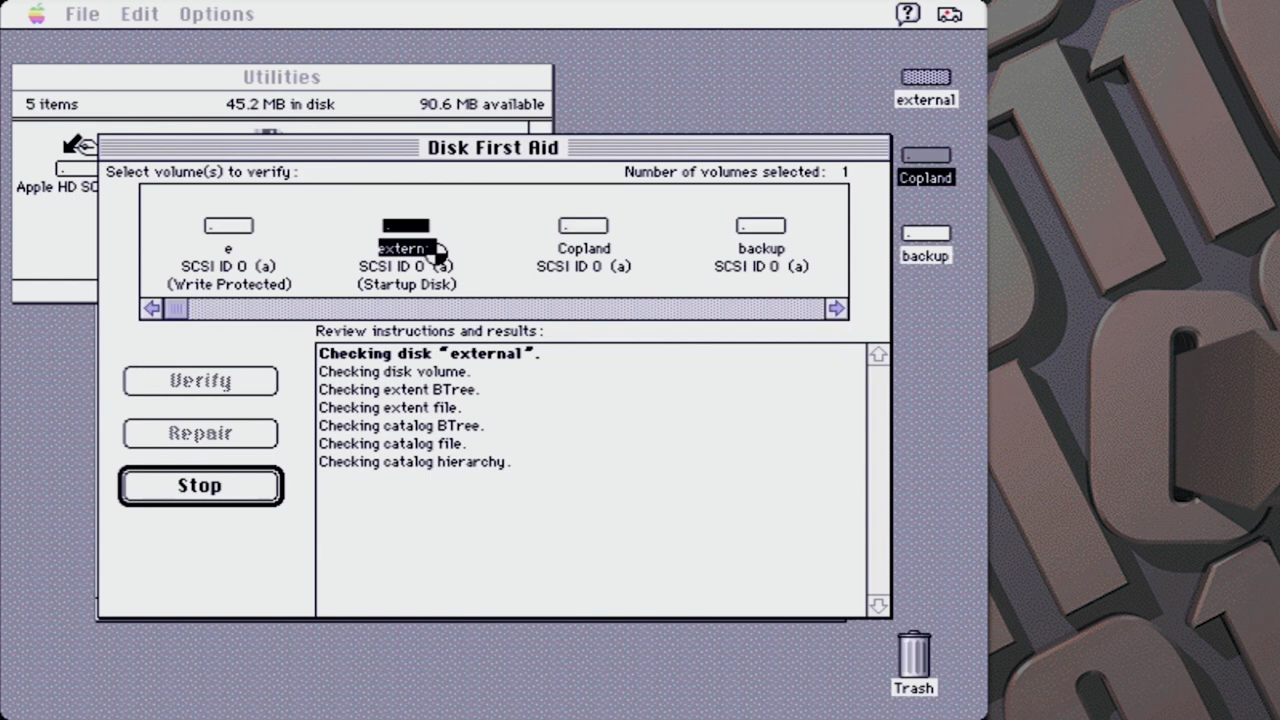 File Edit Options
Utilities
5 items 45.2 MB in disk 90.6 MB available
external
Disk First Aid
Select volume(s) to verify: Number of volumes selected: 1
Copland
Apple HD SC
e
SCSI ID 0 (a)
(Write Protected)
extern
SCSI ID 0 (a)
(Startup Disk)
Copland
SCSI ID 0 (a)
backup
SCSI ID 0 (a)
backup
Review instructions and results:
Checking disk “external”.
Checking disk volume.
Checking extent BTree.
Checking extent file.
Checking catalog BTree.
Checking catalog file.
Checking catalog hierarchy.
Verify
Repair
Stop
Trash